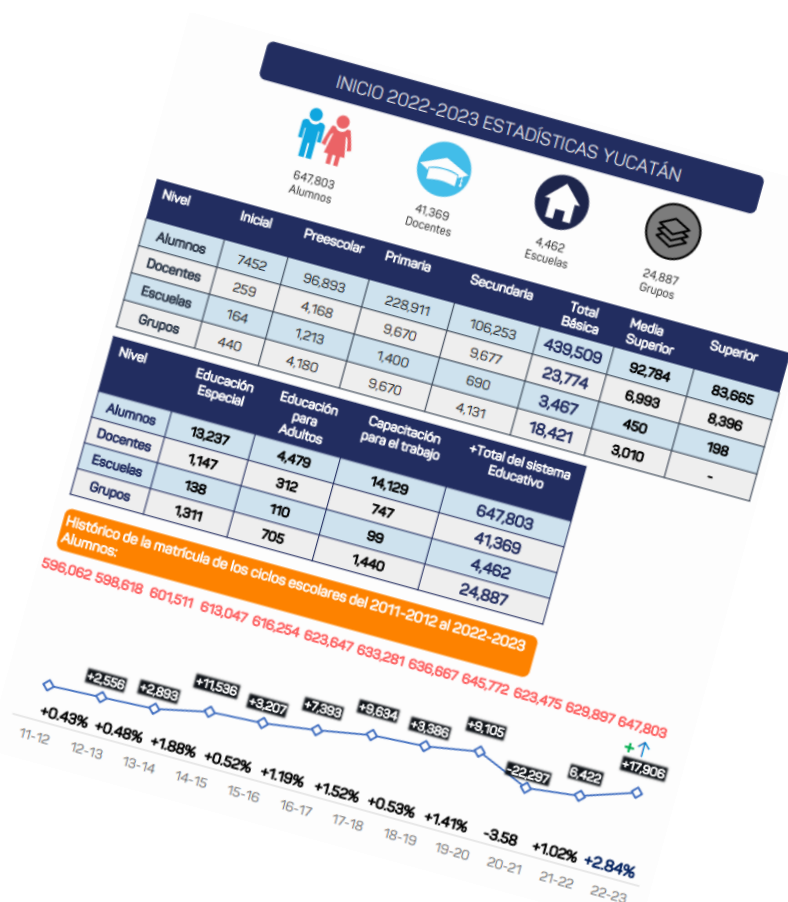 INICIO 2022-2023 ESTADÍSTICAS YUCATÁN
647,803
Alumnos
41,369
Docentes
4,462
Escuelas
24,887
Grupos
Nivel Inicial Preescolar Primaria Secundaria Total Básica Media Superior Superior
Alumnos 7452 96,893 228,911 106,253 439,509 92,784 83,665
Docentes 259 4,168 9,670 9,677 23,774 6,993 8,396
Escuelas 164 1,213 1,400 690 3,467 450 198
Grupos 440 4,180 9,670 4,131 18,421 3,010 -
Nivel Educación Especial Educación para Adultos Capacitación para el trabajo +Total del sistema Educativo
Alumnos 13,237 4,479 14,129 647,803
Docentes 1,147 312 747 41,369
Escuelas 138 110 99 4,462
Grupos 1,311 705 1,440 24,887
Histórico de la matrícula de los ciclos escolares del 2011-2012 al 2022-2023
Alumnos:
596,062 598,618 601,511 613,047 616,254 623,647 633,281 636,667 645,772 623,475 629,897 647,803
+2,556 +2,893 +11,536 +3,207 +7,393 +9,634 +3,386 +9,105 -22,297 6,422 +17,906
+0.43% +0.48% +1.88% +0.52% +1.19% +1.52% +0.53% +1.41% -3.58 +1.02% +2.84%
11-12 12-13 13-14 14-15 15-16 16-17 17-18 18-19 19-20 20-21 21-22 22-23